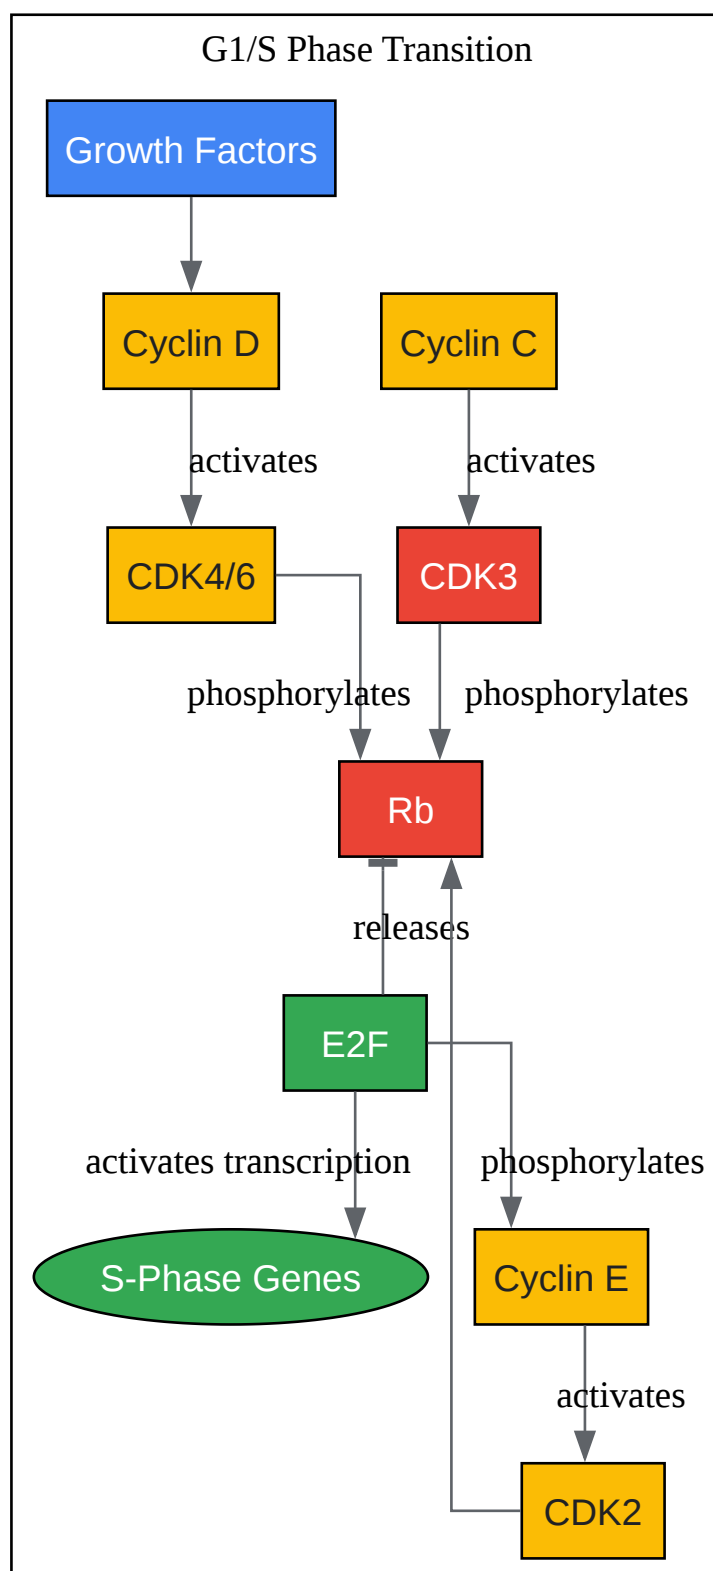 G1/S Phase Transition
Growth Factors
Cyclin D
Cyclin C
activates
activates
CDK4/6
CDK3
phosphorylates
phosphorylates
Rb
releases
E2F
activates transcription
phosphorylates
S-Phase Genes
Cyclin E
activates
CDK2